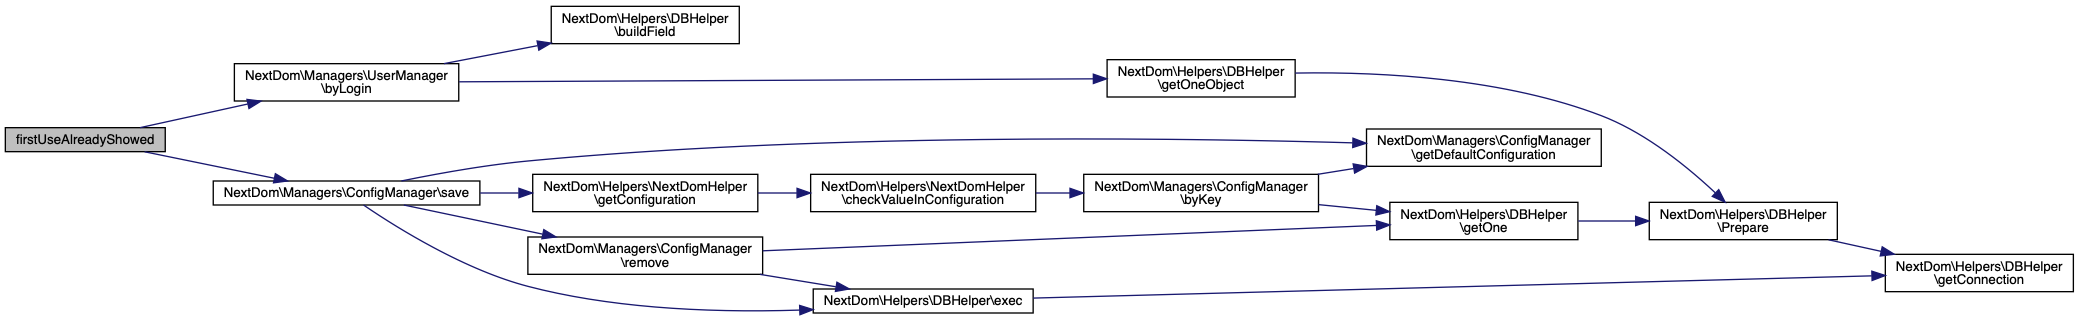 NextDom\Helpers\DBHelper
\buildField
NextDom\Managers\UserManager
\byLogin
NextDom\Helpers\DBHelper
\getOneObject
firstUseAlreadyShowed
NextDom\Managers\ConfigManager
\getDefaultConfiguration
NextDom\Managers\ConfigManager\save
NextDom\Helpers\NextDomHelper
\getConfiguration
NextDom\Helpers\NextDomHelper
\checkValueInConfiguration
NextDom\Managers\ConfigManager
\byKey
NextDom\Helpers\DBHelper
\getOne
NextDom\Helpers\DBHelper
\Prepare
NextDom\Managers\ConfigManager
\remove
NextDom\Helpers\DBHelper
\getConnection
NextDom\Helpers\DBHelper\exec